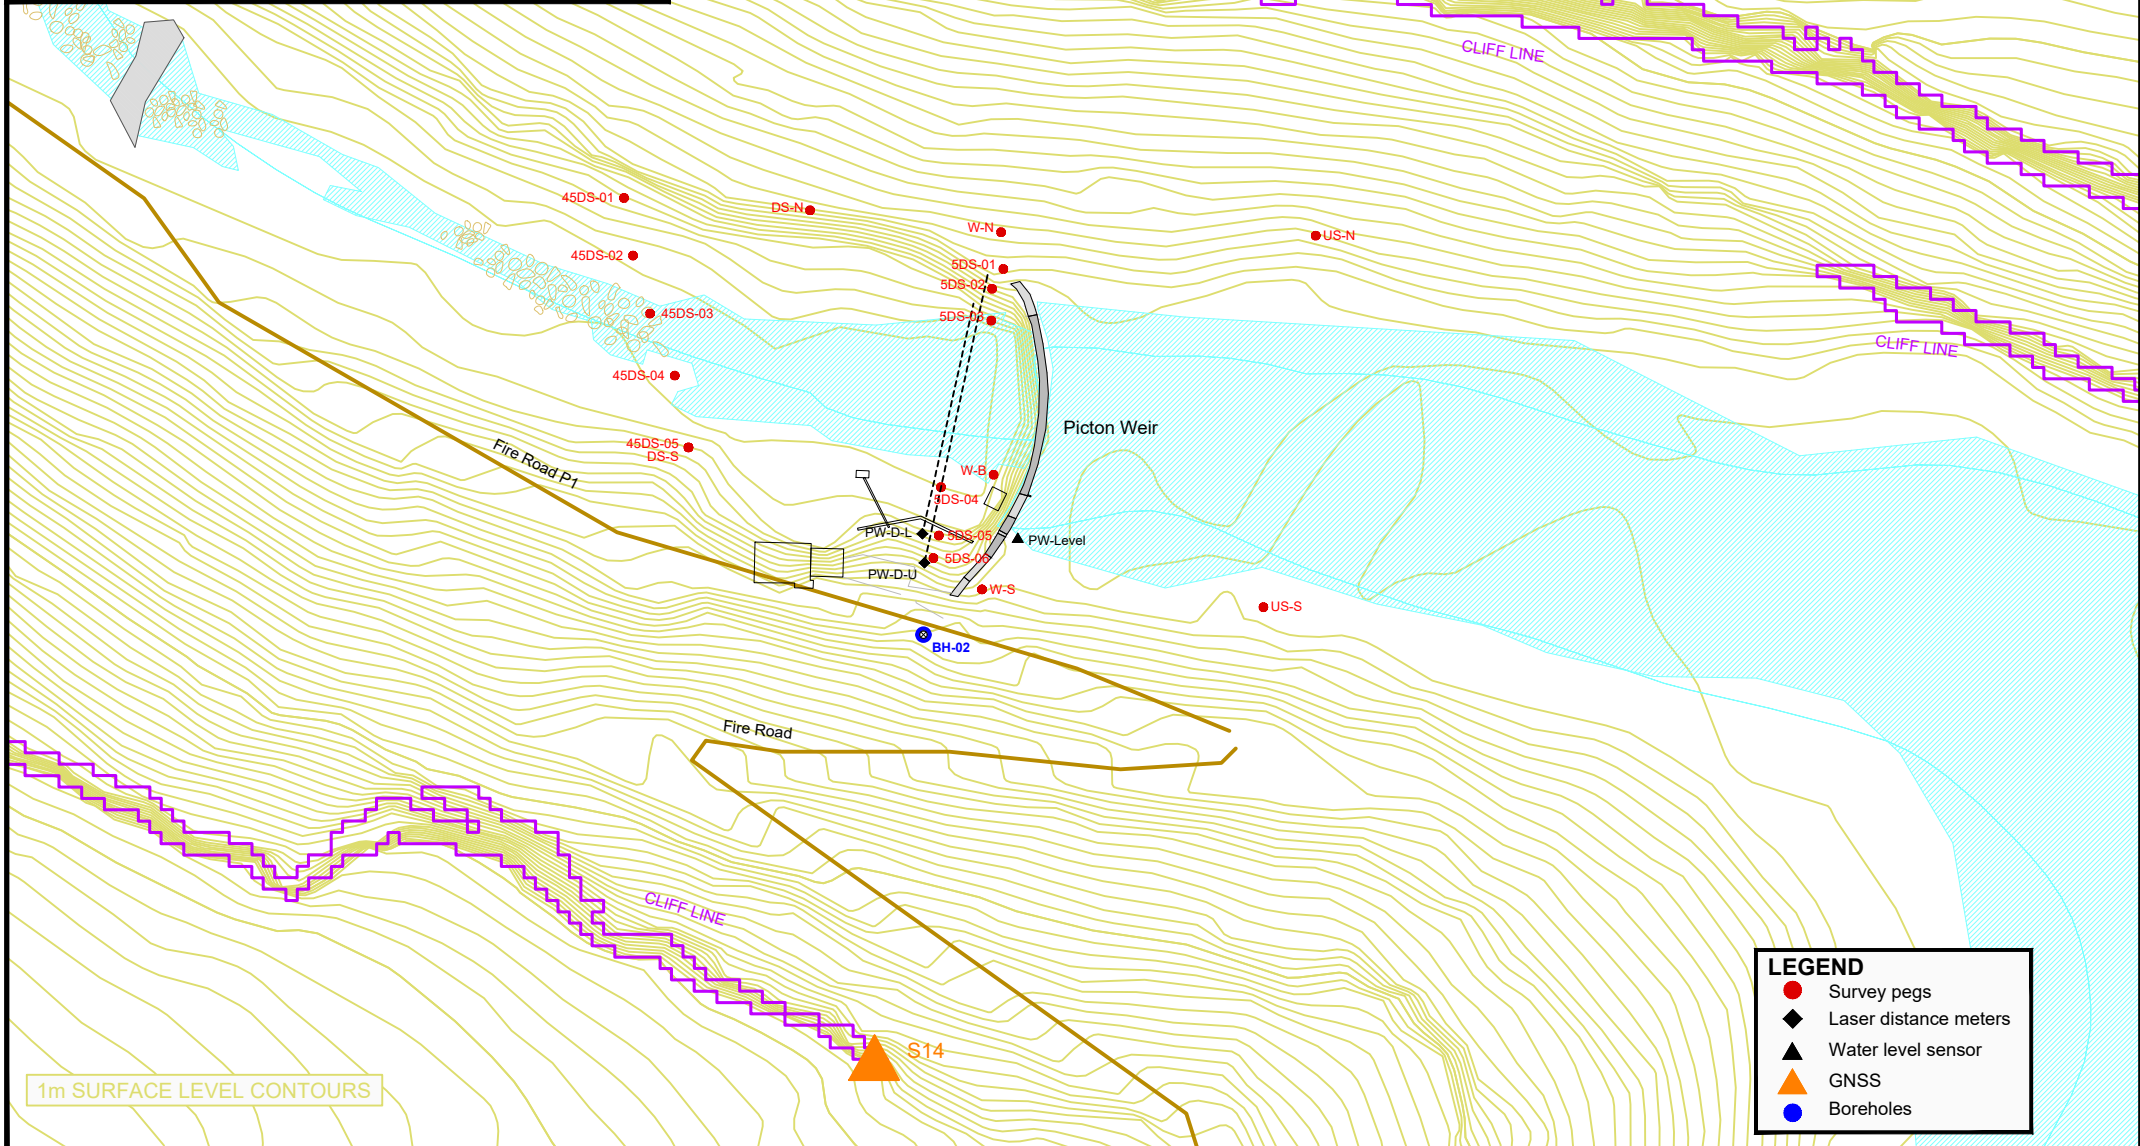 CLIFF LINE
45DS-01
DS-N
W-N
US-N
45DS-02
5DS-01
5DS-02
45DS-03
5DS-03
CLIFF LINE
45DS-04
Picton Weir
45DS-05
DS-S
Fire Road P1
W-B
5DS-04
PW-D-L
5DS-05
PW-Level
5DS-06
PW-D-U
W-S
US-S
BH-02
Fire Road
CLIFF LINE
S14
1m SURFACE LEVEL CONTOURS
LEGEND
Survey pegs
Laser distance meters
Water level sensor
GNSS
Boreholes